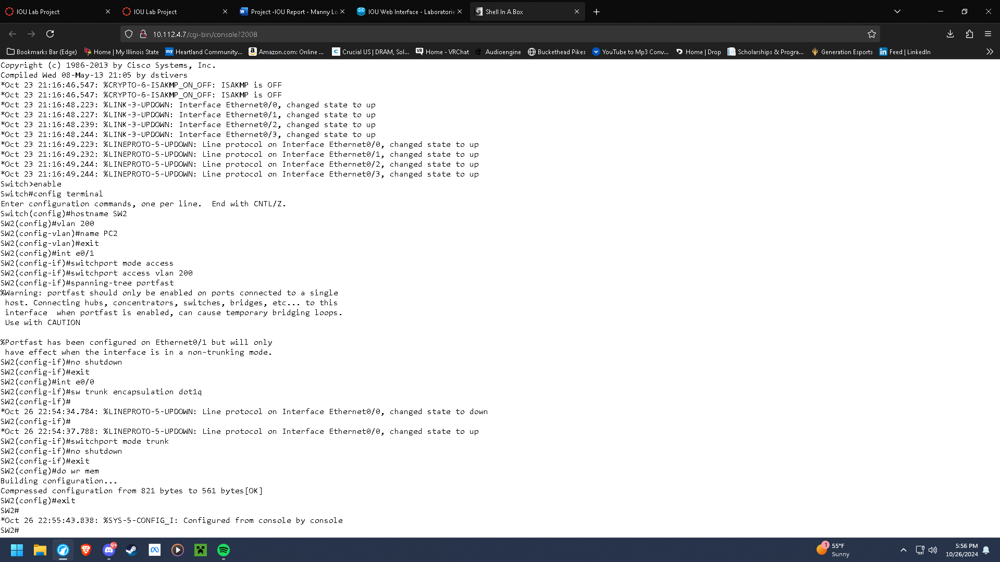 IOU Lab Project
IOU Lab Project
Project -IOU Report - Manny Lo
IOU Web Interface - Laboratorie
Shell In A Box
10.112.4.7/cgi-bin/console?2008
Bookmarks Bar (Edge)
Home | My Illinois State
my Heartland Community...
Amazon.com: Online ...
Crucial US | DRAM, Sol...
VR Home - VRChat
Audioengine
Buckethead Pikes
YouTube to Mp3 Conv...
Home | Drop
Scholarships & Progra...
Generation Esports
Feed | LinkedIn
Copyright (c) 1986-2013 by Cisco Systems, Inc.
Compiled Wed 08-May-13 21:05 by dstivers
*Oct 23 21:16:46.547: %CRYPTO-6-ISAKMP_ON_OFF: ISAKMP is OFF
*Oct 23 21:16:46.547: %CRYPTO-6-ISAKMP_ON_OFF: ISAKMP is OFF
*Oct 23 21:16:48.223: %LINK-3-UPDOWN: Interface Ethernet0/0, changed state to up
*Oct 23 21:16:48.227: %LINK-3-UPDOWN: Interface Ethernet0/1, changed state to up
*Oct 23 21:16:48.239: %LINK-3-UPDOWN: Interface Ethernet0/2, changed state to up
*Oct 23 21:16:48.244: %LINK-3-UPDOWN: Interface Ethernet0/3, changed state to up
*Oct 23 21:16:49.223: %LINEPROTO-5-UPDOWN: Line protocol on Interface Ethernet0/0, changed state to up
*Oct 23 21:16:49.232: %LINEPROTO-5-UPDOWN: Line protocol on Interface Ethernet0/1, changed state to up
*Oct 23 21:16:49.244: %LINEPROTO-5-UPDOWN: Line protocol on Interface Ethernet0/2, changed state to up
*Oct 23 21:16:49.244: %LINEPROTO-5-UPDOWN: Line protocol on Interface Ethernet0/3, changed state to up
Switch>enable
Switch#config terminal
Enter configuration commands, one per line.  End with CNTL/Z.
Switch(config)#hostname SW2
SW2(config)#vlan 200
SW2(config-vlan)#name PC2
SW2(config-vlan)#exit
SW2(config)#int e0/1
SW2(config-if)#switchport mode access
SW2(config-if)#switchport access vlan 200
SW2(config-if)#spanning-tree portfast
%Warning: portfast should only be enabled on ports connected to a single
 host. Connecting hubs, concentrators, switches, bridges, etc... to this
 interface  when portfast is enabled, can cause temporary bridging loops.
 Use with CAUTION
%Portfast has been configured on Ethernet0/1 but will only
 have effect when the interface is in a non-trunking mode.
SW2(config-if)#no shutdown
SW2(config-if)#exit
SW2(config)#int e0/0
SW2(config-if)#sw trunk encapsulation dot1q
SW2(config-if)#
*Oct 26 22:54:34.784: %LINEPROTO-5-UPDOWN: Line protocol on Interface Ethernet0/0, changed state to down
SW2(config-if)#
*Oct 26 22:54:37.788: %LINEPROTO-5-UPDOWN: Line protocol on Interface Ethernet0/0, changed state to up
SW2(config-if)#switchport mode trunk
SW2(config-if)#no shutdown
SW2(config-if)#exit
SW2(config)#do wr mem
Building configuration...
Compressed configuration from 821 bytes to 561 bytes[OK]
SW2(config)#exit
SW2#
*Oct 26 22:55:43.838: %SYS-5-CONFIG_I: Configured from console by console
SW2#
9+
1
55°F
Sunny
5:56 PM
10/26/2024